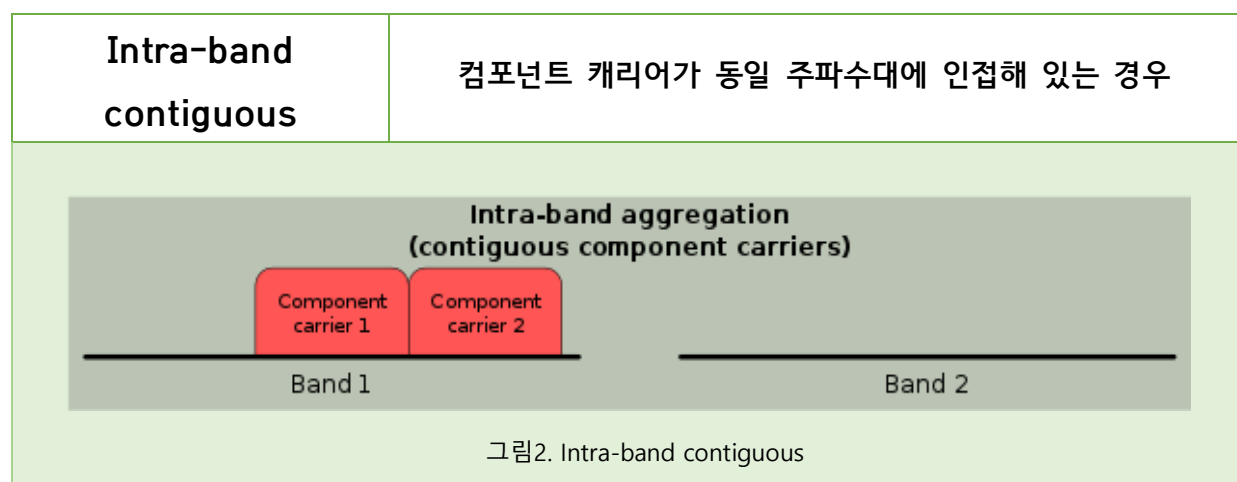 Intra-band
contiguous
컴포넌트 캐리어가 동일 주파수대에 인접해 있는 경우
Intra-band aggregation
(contiguous component carriers)
Component
carrier 1
Component
carrier 2
Band 1
Band 2
그림2. Intra-band contiguous